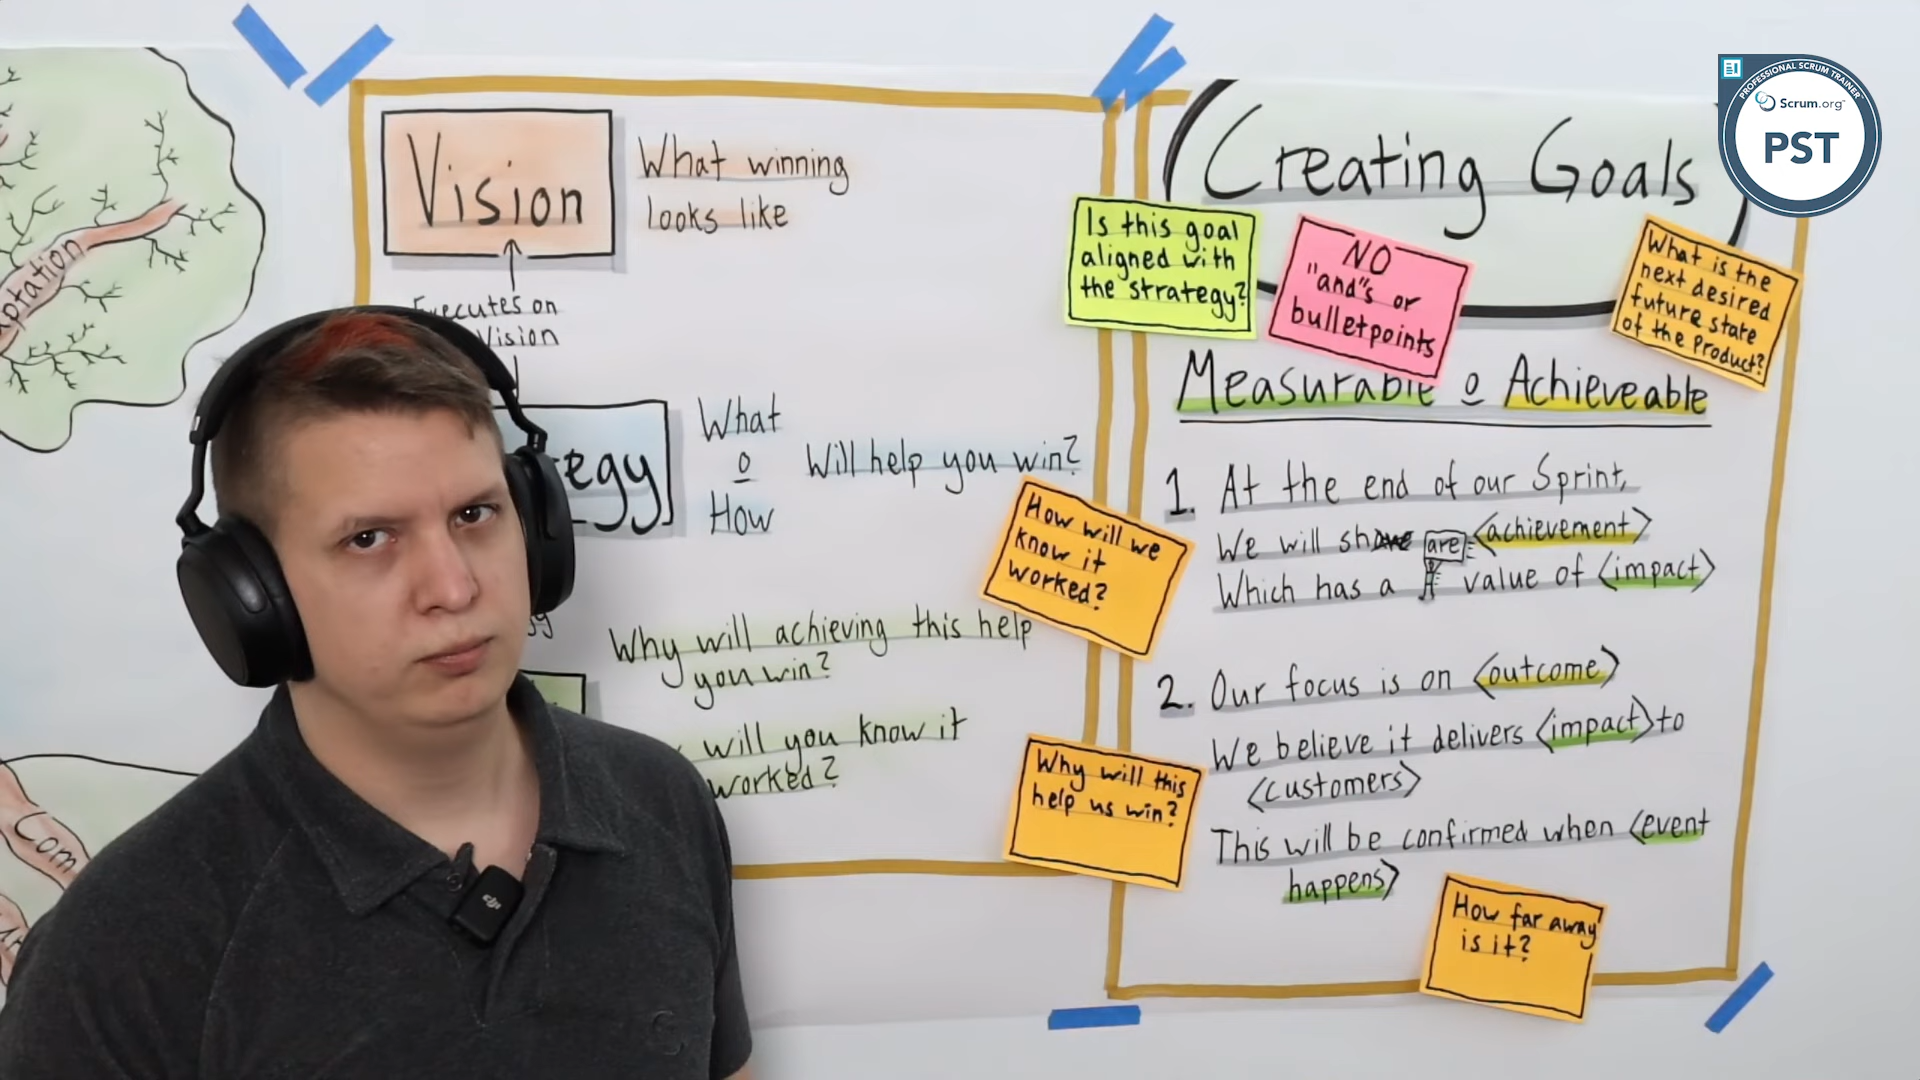 ptation
Vision
What winning
looks like
Executes on
Vision
egy
What
o
How
Will help you win?
gy
Why will achieving this help
you win?
will you know it
worked?
Com
Creating Goals
Is this goal
aligned with
the strategy?
NO
"and"s or
bulletpoints
What is the
next desired
future state
of the Product?
Measurable o Achieveable
1. At the end of our Sprint,
We will share <achievement>
Which has a value of <impact>
How will we
know it
worked?
2. Our focus is on <outcome>
We believe it delivers <impact> to
<customers>
This will be confirmed when <event
happens>
Why will this
help us win?
How far away
is it?
PROFESSIONAL SCRUM TRAINER
Scrum.org
PST
dji